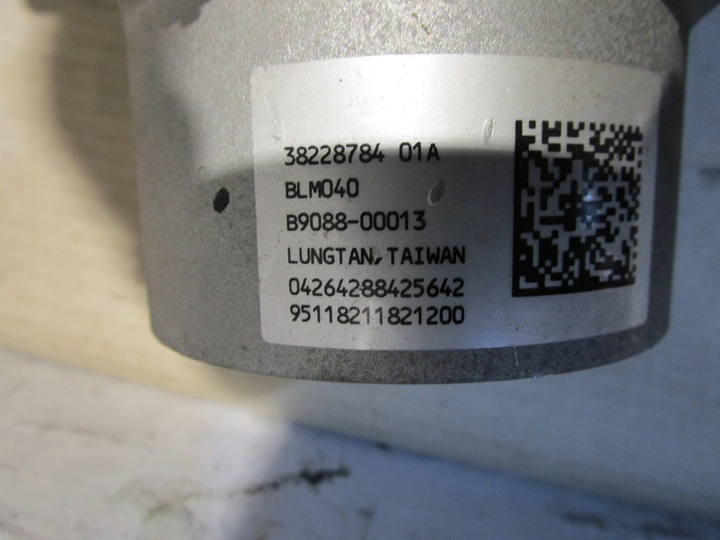 38228784 01A
BLM040
B9088-00013
LUNGTAN, TAIWAN
04264288425642
95118211821200